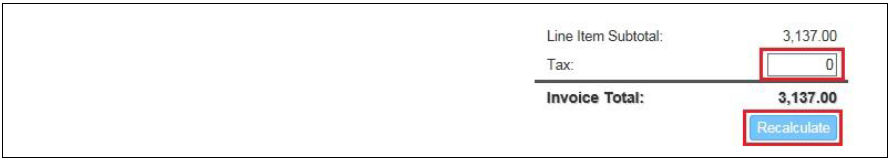 Line Item Subtotal: 3,137.00
Tax: 0
Invoice Total: 3,137.00
Recalculate